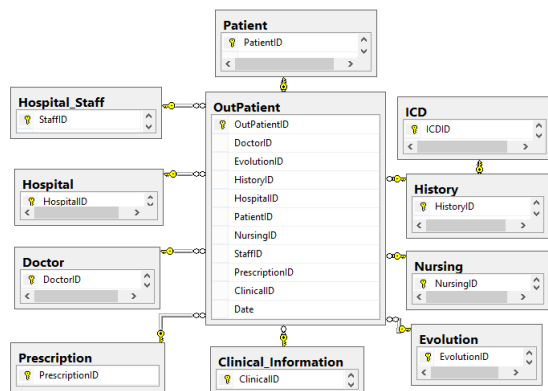 Patient
PatientID
Hospital_Staff
StaffID
OutPatient
OutPatientID
DoctorID
EvolutionID
HistoryID
HospitalID
PatientID
NursingID
StaffID
PrescriptionID
ClinicalID
Date
ICD
ICDID
Hospital
HospitalID
History
HistoryID
Doctor
DoctorID
Nursing
NursingID
Prescription
PrescriptionID
Clinical_Information
ClinicalID
Evolution
EvolutionID